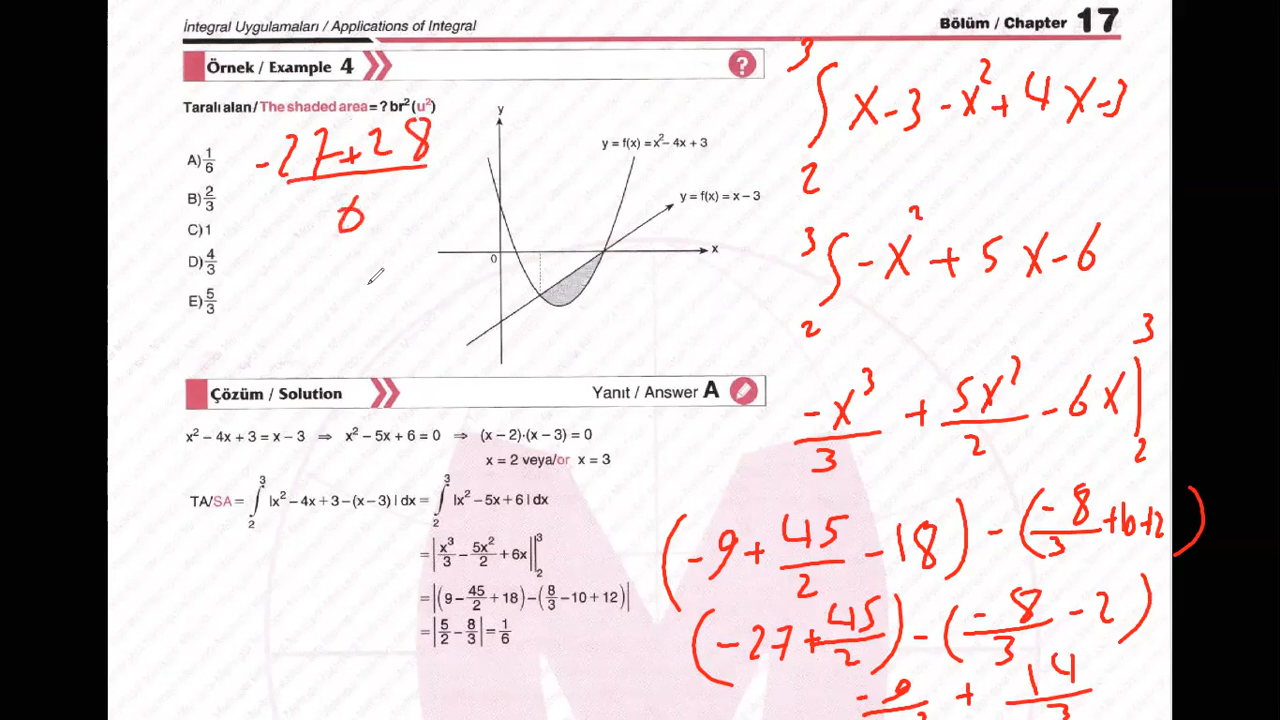 İntegral Uygulamaları / Applications of Integral
Bölüm / Chapter 17
Örnek / Example 4
?
Taralı alan / The shaded area = ? br² (u²)
A) 1/6
B) 2/3
C) 1
D) 4/3
E) 5/3
-27+28/6
y
y = f(x) = x² – 4x + 3
y = f(x) = x – 3
x
0
Çözüm / Solution
Yanıt / Answer A
x² – 4x + 3 = x – 3 ⇒ x² – 5x + 6 = 0 ⇒ (x – 2)·(x – 3) = 0
x = 2 veya/or x = 3
TA/SA = ∫₂³ |x² – 4x + 3 – (x – 3)| dx = ∫₂³ |x² – 5x + 6| dx
= |x³/3 – 5x²/2 + 6x||₂³
= |(9 – 45/2 + 18) – (8/3 – 10 + 12)|
= |5/2 – 8/3| = 1/6
∫₂³ x-3-x²+4x-3
∫₂³ -x²+5x-6
-x³/3 + 5x²/2 - 6x |₂³
(-9+45/2-18) - (-8/3
(-27+45/2) - (-8/3-2)
-9/ + 14/3